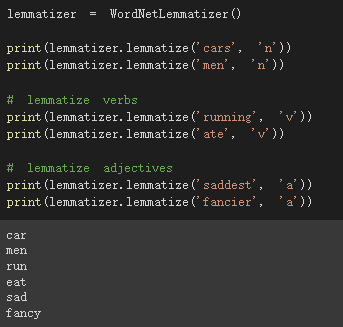 lemmatizer = WordNetLemmatizer()
print(lemmatizer.lemmatize('cars', 'n'))
print(lemmatizer.lemmatize('men', 'n'))
# lemmatize verbs
print(lemmatizer.lemmatize('running', 'v'))
print(lemmatizer.lemmatize('ate', 'v'))
# lemmatize adjectives
print(lemmatizer.lemmatize('saddest', 'a'))
print(lemmatizer.lemmatize('fancier', 'a'))
car
men
run
eat
sad
fancy